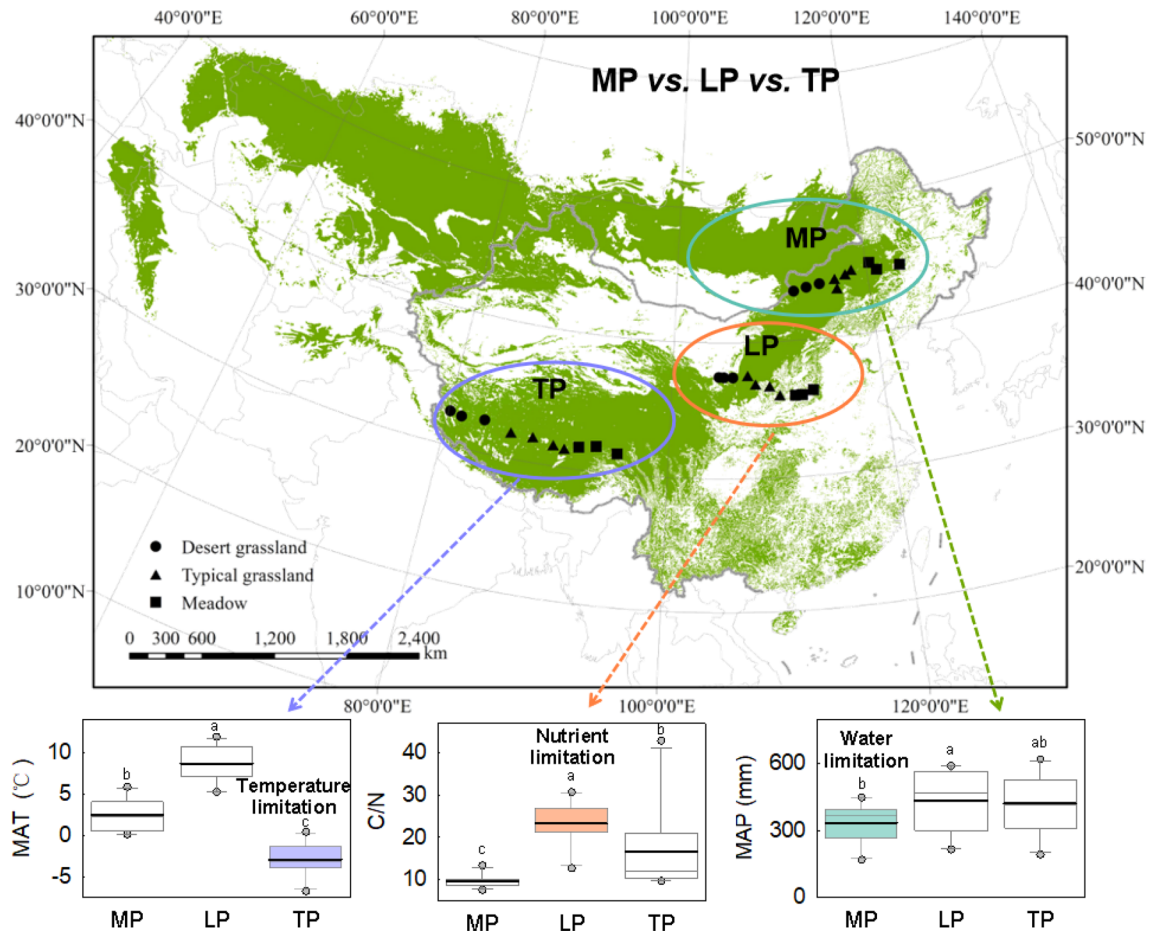 40°0'0"E 60°0'0"E 80°0'0"E 100°0'0"E 120°0'0"E 140°0'0"E
MP vs. LP vs. TP
40°0'0"N
50°0'0"N
MP
30°0'0"N
40°0'0"N
LP
TP
20°0'0"N
30°0'0"N
Desert grassland
Typical grassland
Meadow
10°0'0"N
20°0'0"N
0 300 600 1,200 1,800 2,400
km
80°0'0"E 100°0'0"E 120°0'0"E
MAT (℃)
10
5
0
-5
b
a
c
Temperature
limitation
MP LP TP
C/N
40
30
20
10
Nutrient
limitation
c
a
b
MP LP TP
MAP (mm)
600
300
0
Water
limitation
b
a
ab
MP LP TP